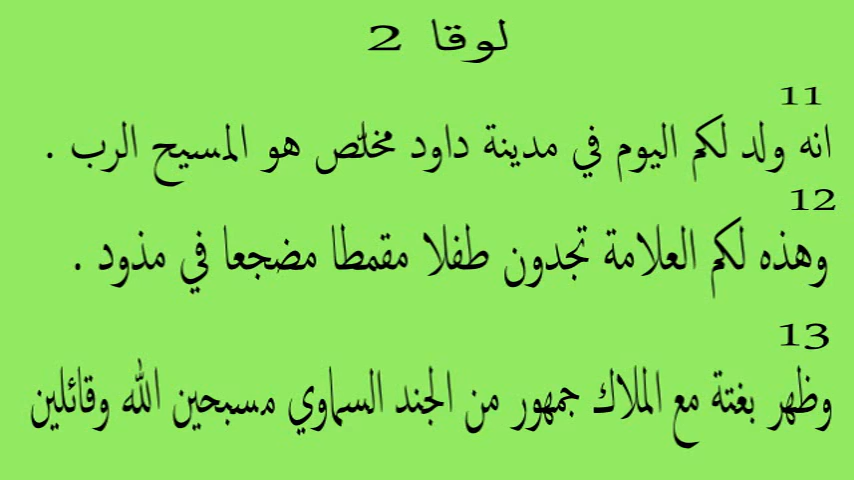 لوقا 2
11
انه ولد لكم اليوم في مدينة داود مخلّص هو المسيح الرب .
12
وهذه لكم العلامة تجدون طفلا مقمطا مضجعا في مذود .
13
وظهر بغتة مع الملاك جمهور من الجند السماوي مسبحين الله وقائلين